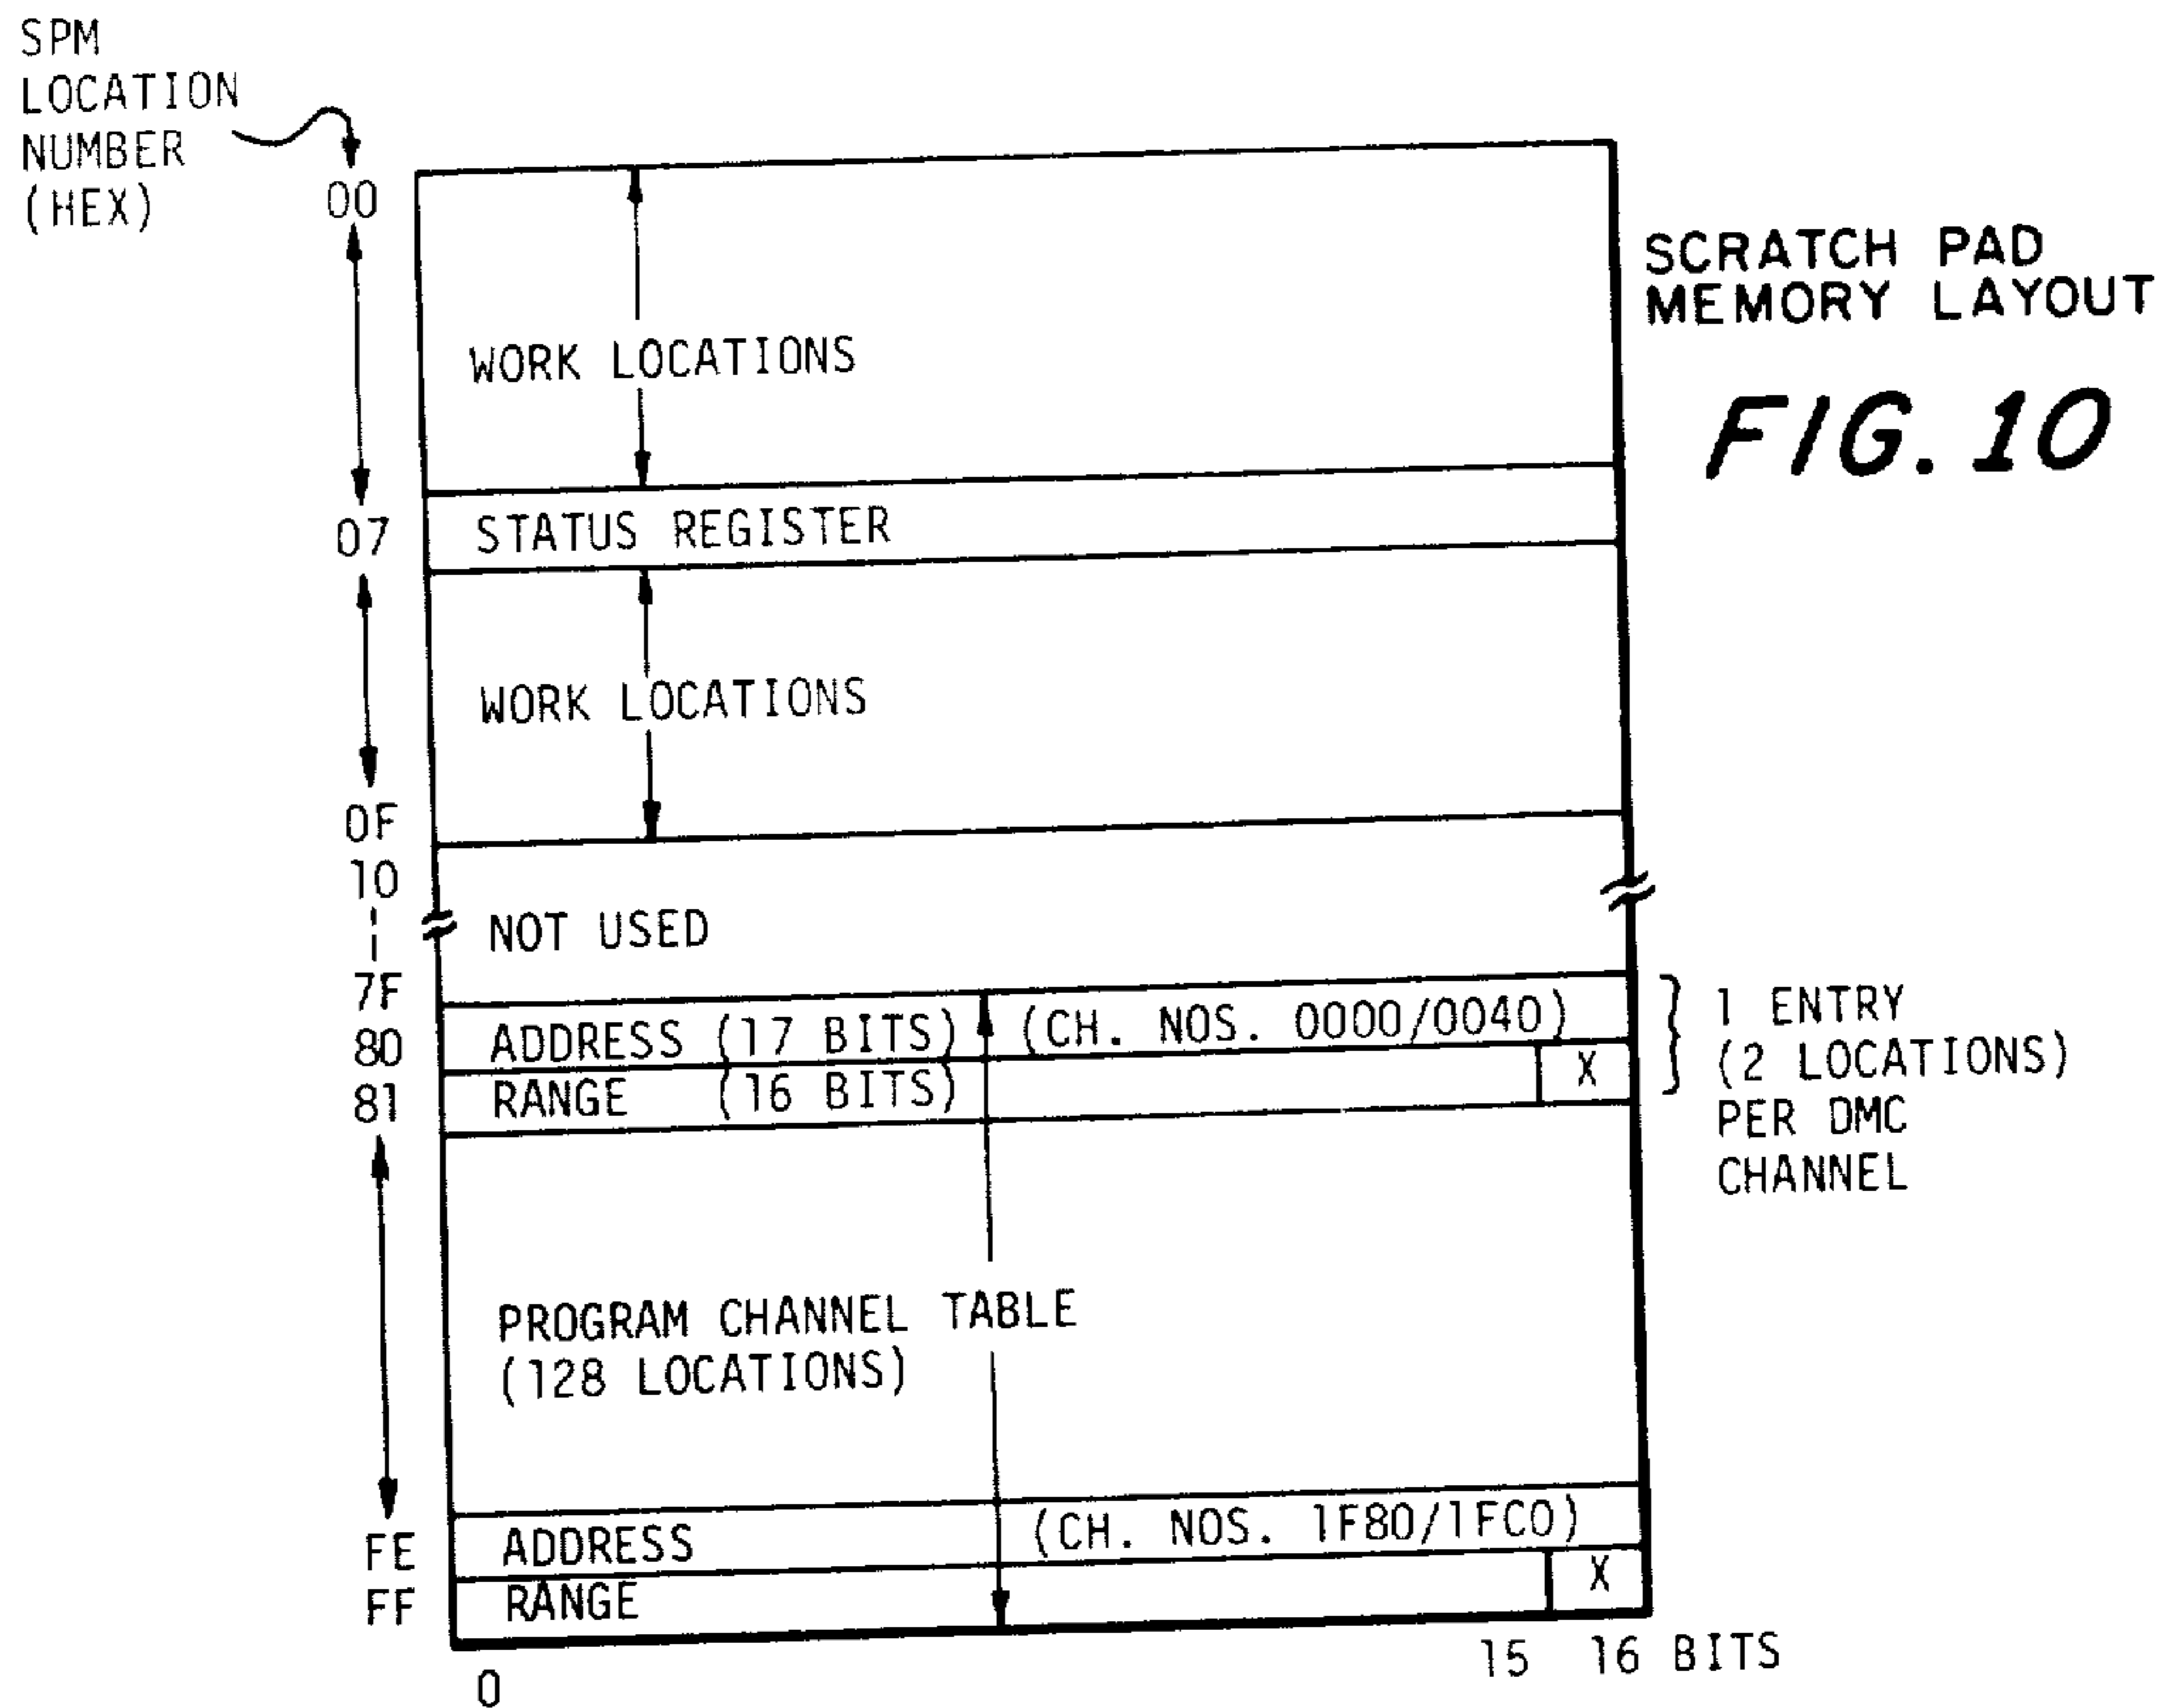 SPM
LOCATION
NUMBER
(HEX)
00
SCRATCH PAD
MEMORY LAYOUT
FIG. 10
WORK LOCATIONS
07
STATUS REGISTER
WORK LOCATIONS
0F
10
NOT USED
7F
80
ADDRESS (17 BITS) (CH. NOS. 0000/0040)
81
RANGE (16 BITS) X
1 ENTRY
(2 LOCATIONS)
PER DMC
CHANNEL
PROGRAM CHANNEL TABLE
(128 LOCATIONS)
FE
ADDRESS (CH. NOS. 1F80/1FC0)
FF
RANGE X
0 15 16 BITS